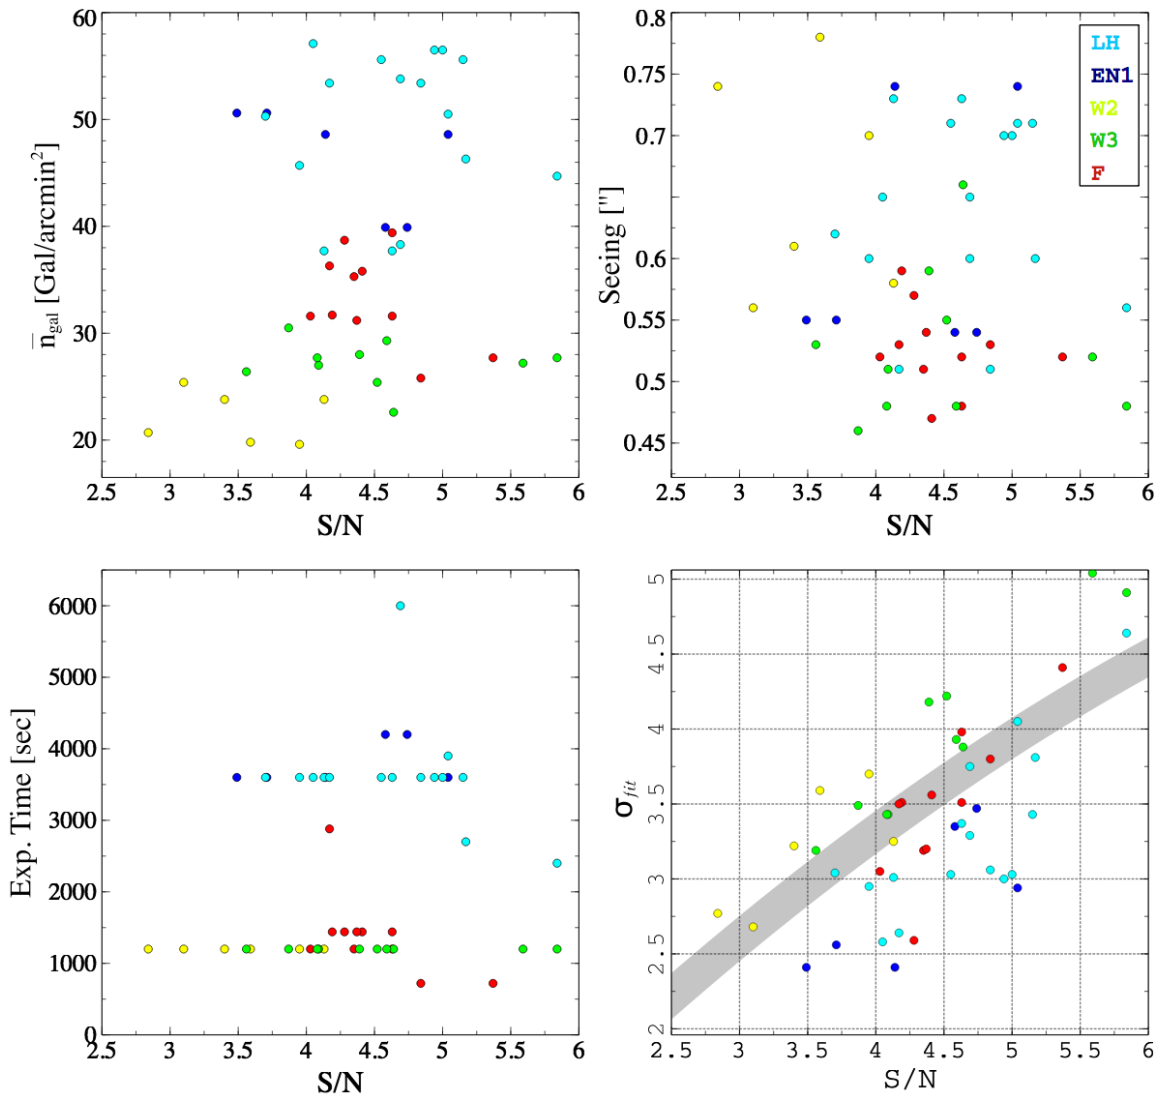 60
50
40
30
20
n̅gal [Gal/arcmin²]
2.5 3 3.5 4 4.5 5 5.5 6
S/N
0.8
0.75
0.7
0.65
0.6
0.55
0.5
0.45
Seeing ["]
LH
EN1
W2
W3
F
2.5 3 3.5 4 4.5 5 5.5 6
S/N
6000
5000
4000
3000
2000
1000
0
Exp. Time [sec]
2.5 3 3.5 4 4.5 5 5.5 6
S/N
5
4.5
4
3.5
3
2.5
2
σfit
2.5 3 3.5 4 4.5 5 5.5 6
S/N